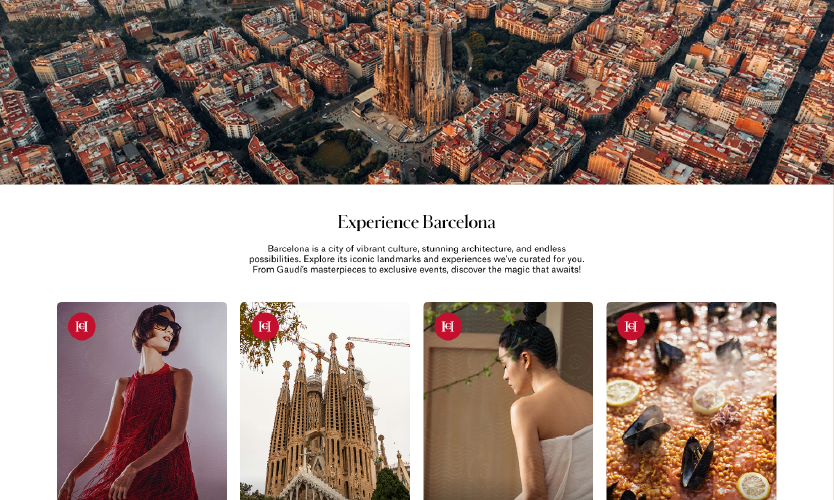 Experience Barcelona
Barcelona is a city of vibrant culture, stunning architecture, and endless
possibilities. Explore its iconic landmarks and experiences we've curated for you.
From Gaudí's masterpieces to exclusive events, discover the magic that awaits!